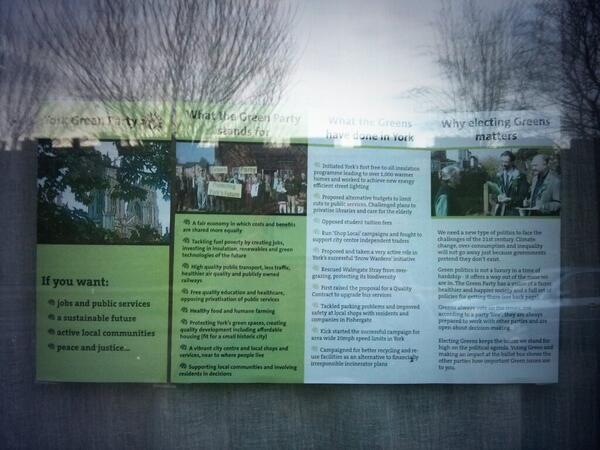 York Green Party
If you want:
jobs and public services
a sustainable future
active local communities
peace and justice...
What the Green Party
stands for
A fair economy in which costs and benefits
are shared more equally
Tackling fuel poverty by creating jobs,
investing in insulation, renewables and green
technologies of the future
High quality public transport, less traffic,
healthier air quality and publicly owned
railways
Free quality education and healthcare,
opposing privatisation of public services
Healthy food and humane farming
Protecting York's green spaces, creating
quality development including affordable
housing (fit for a small historic city)
A vibrant city centre and local shops and
services, near to where people live
Supporting local communities and involving
residents in decisions
What the Greens
have done in York
Initiated York's first free to all insulation
programme leading to over 1,000 warmer
homes and worked to achieve new energy
efficient street lighting
Proposed alternative budgets to limit
cuts to public services. Challenged plans to
privatise libraries and care for the elderly
Opposed student tuition fees
Run 'Shop Local' campaigns and fought to
support city centre independent traders
Proposed and taken a very active role in
York's successful 'Snow Wardens' initiative
Rescued Walmgate Stray from over-
grazing, protecting its biodiversity
First raised the proposal for a Quality
Contract to upgrade bus services
Tackled parking problems and improved
safety at local shops with residents and
companies in Fishergate
Kick started the successful campaign for
area wide 20mph speed limits in York
Campaigned for better recycling and re-
use facilities as an alternative to financially
irresponsible incinerator plans
Why electing Greens
matters
We need a new type of politics to face the
challenges of the 21st century. Climate
change, over-consumption and inequality
will not go away just because governments
pretend they don't exist.
Green politics is not a luxury in a time of
hardship - it offers a way out of the mess we
are in. The Green Party has a vision of a fairer
healthier and happier society and a full set of
policies for getting there (see back page).
Greens always vote on the issues, not
according to a party 'line', they are always
prepared to work with other parties and are
open about decision-making.
Electing Greens keeps the issues we stand for
high on the political agenda. Voting Green and
making an impact at the ballot box shows the
other parties how important Green issues are
to you.